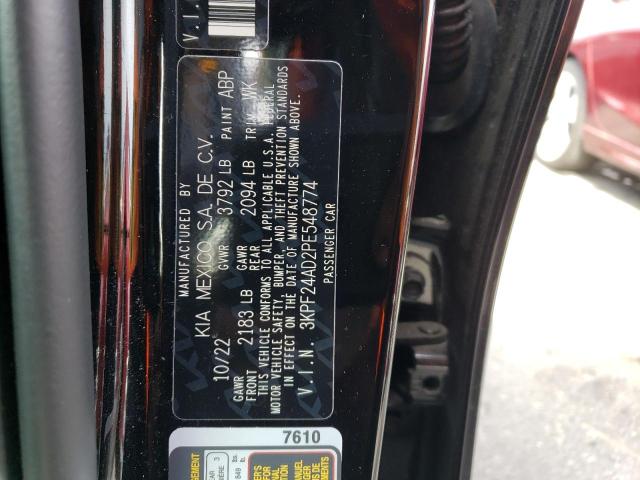 V.I.N.
MANUFACTURED BY
KIA MEXICO S.A. DE C.V.
10/22 GVWR 3792 LB PAINT ABP
GAWR FRONT 2183 LB GAWR REAR 2094 LB TRIM WK
THIS VEHICLE CONFORMS TO ALL APPLICABLE U.S.A. FEDERAL
MOTOR VEHICLE SAFETY, BUMPER, AND THEFT PREVENTION STANDARDS
IN EFFECT ON THE DATE OF MANUFACTURE SHOWN ABOVE.
V.I.N. 3KPF24AD2PE548774
PASSENGER CAR
7610
3